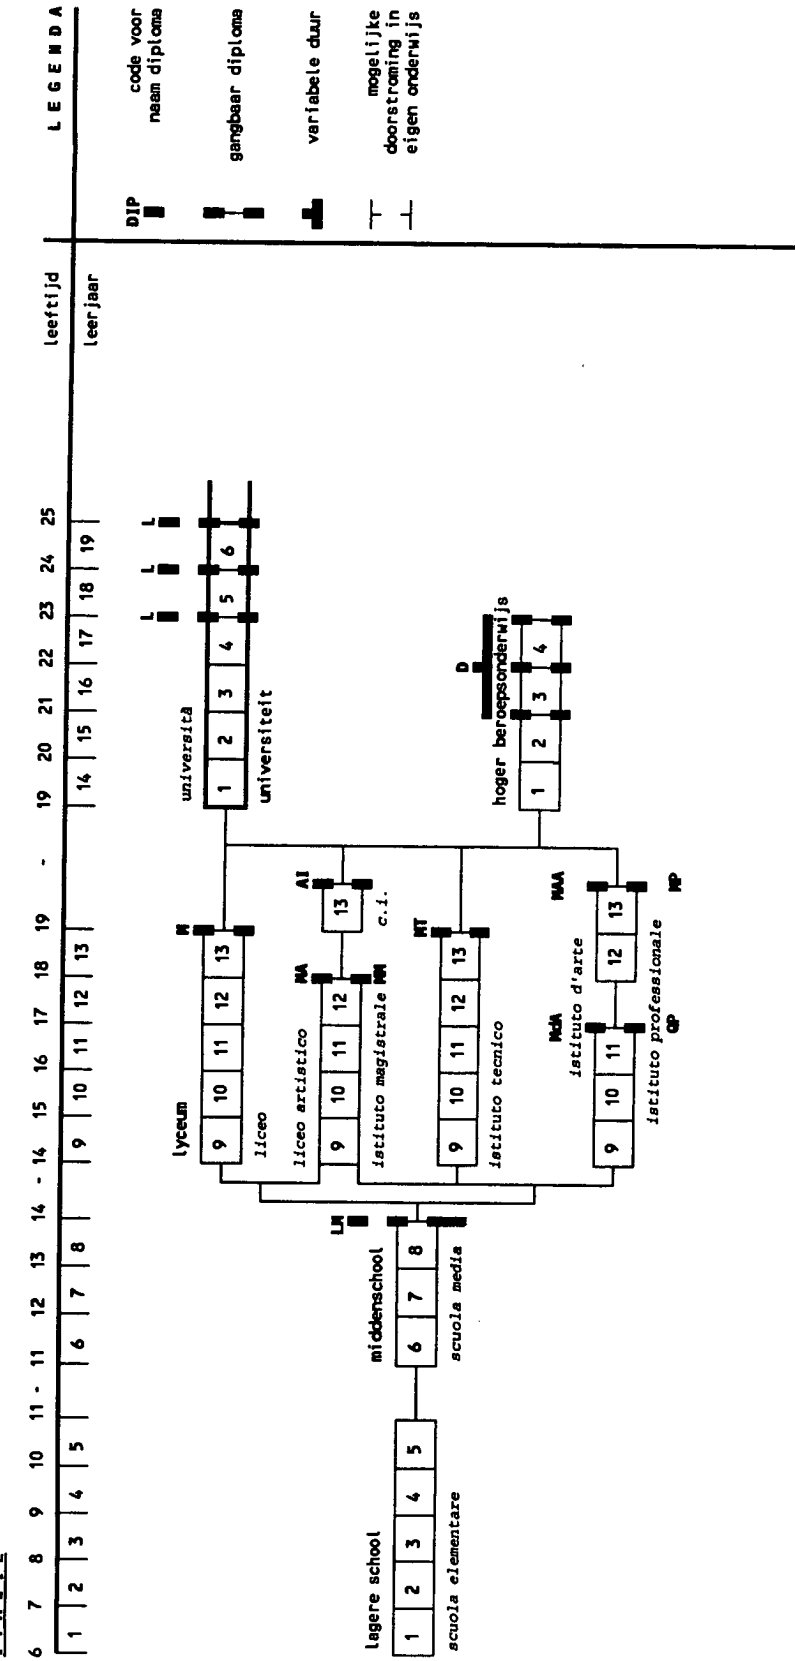 LEGENDA
leeftijd
leerjaar
6 7 8 9 10 11 - 11 12 13 14 - 14 15 16 17 18 19 - 19 20 21 22 23 24 25
1 2 3 4 5 6 7 8 9 10 11 12 13 14 15 16 17 18 19
DIP
code voor
naam diploma
gangbaar diploma
variabele duur
mogelijke
doorstroming in
eigen onderwijs
lagere school
1 2 3 4 5
scuola elementare
middenschool
LM
6 7 8
scuola media
lyceum
M
9 10 11 12 13
liceo
liceo artistico
MA
AI
9 10 11 12
13
istituto magistrale MM
c.i.
MT
9 10 11 12 13
istituto tecnico
MdA
MAA
istituto d'arte
9 10 11
12 13
istituto professionale
QP
MP
università
L L L
1 2 3 4 5 6
universiteit
D
hoger beroepsonderwijs
1 2 3 4